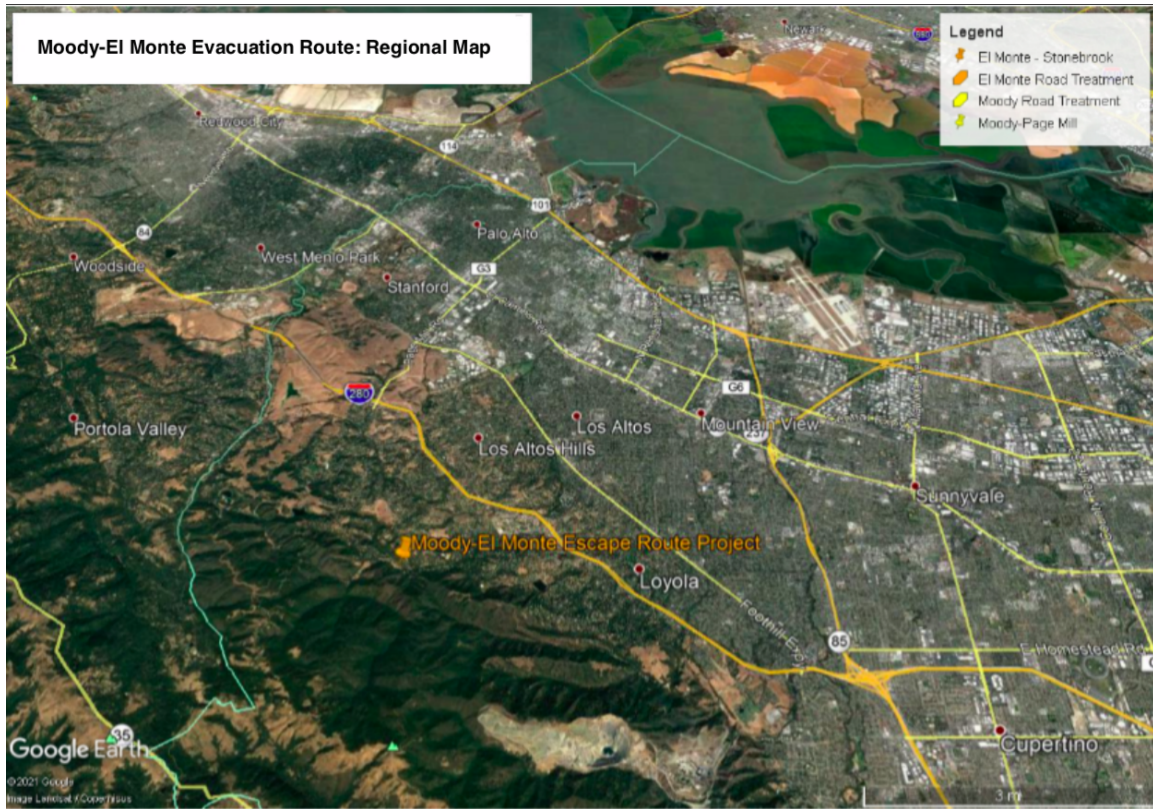 Moody-El Monte Evacuation Route: Regional Map
Legend
El Monte - Stonebrook
El Monte Road Treatment
Moody Road Treatment
Moody-Page Mill
Newark
Redwood City
114
101
84
Palo Alto
West Menlo Park
Woodside
G3
Stanford
280
G6
Portola Valley
Los Altos
Mountain View
237
Los Altos Hills
Sunnyvale
Moody-El Monte Escape Route Project
Loyola
Foothill Expy
85
E Homestead Rd
35
Cupertino
Google Earth
©2021 Google
Image Landsat / Copernicus
3 mi